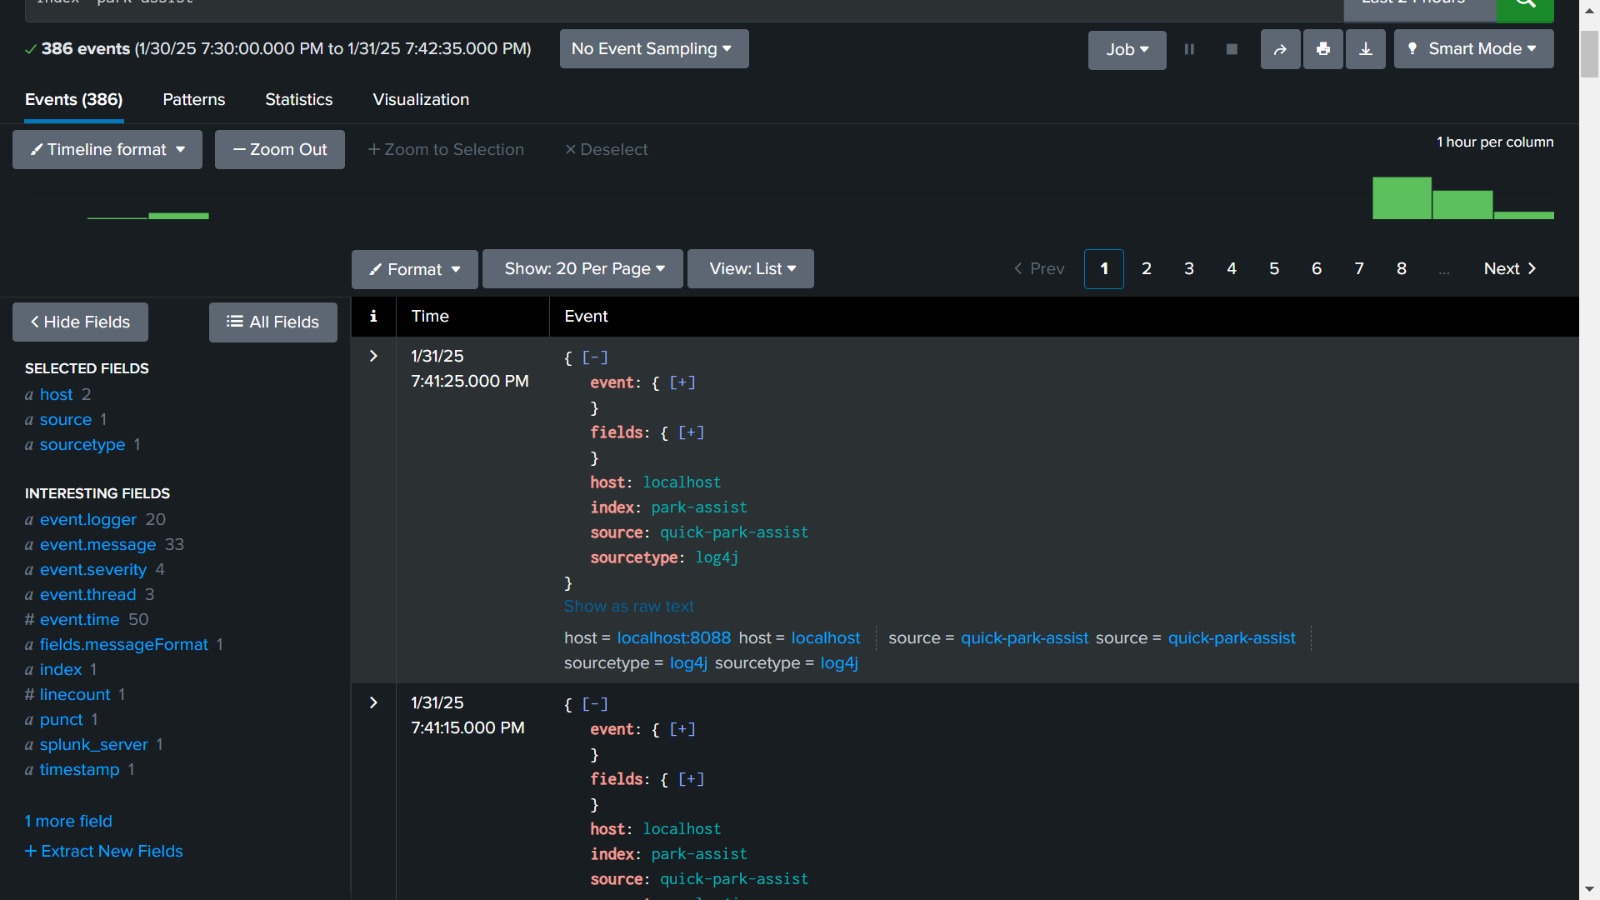 386 events (1/30/25 7:30:00.000 PM to 1/31/25 7:42:35.000 PM) No Event Sampling Job Smart Mode
Events (386) Patterns Statistics Visualization
Timeline format — Zoom Out + Zoom to Selection × Deselect 1 hour per column
Format Show: 20 Per Page View: List < Prev 1 2 3 4 5 6 7 8 ... Next >
< Hide Fields All Fields
i Time Event
SELECTED FIELDS
a host 2
a source 1
a sourcetype 1
INTERESTING FIELDS
a event.logger 20
a event.message 33
a event.severity 4
a event.thread 3
# event.time 50
a fields.messageFormat 1
a index 1
# linecount 1
a punct 1
a splunk_server 1
a timestamp 1
1 more field
+ Extract New Fields
> 1/31/25 { [-]
7:41:25.000 PM
event: { [+]
}
fields: { [+]
}
host: localhost
index: park-assist
source: quick-park-assist
sourcetype: log4j
}
Show as raw text
host = localhost:8088 host = localhost source = quick-park-assist source = quick-park-assist
sourcetype = log4j sourcetype = log4j
> 1/31/25 { [-]
7:41:15.000 PM
event: { [+]
}
fields: { [+]
}
host: localhost
index: park-assist
source: quick-park-assist